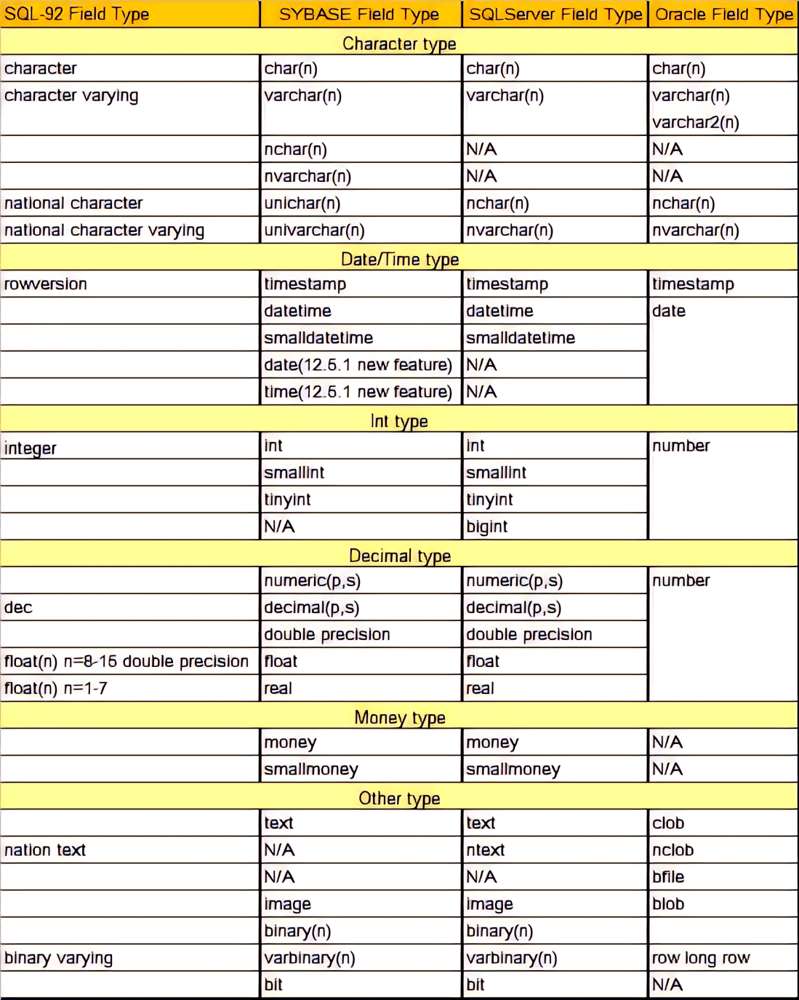 SQL-92 Field Type SYBASE Field Type SQLServer Field Type Oracle Field Type
Character type
character char(n) char(n) char(n)
character varying varchar(n) varchar(n) varchar(n)
varchar2(n)
nchar(n) N/A N/A
nvarchar(n) N/A N/A
national character unichar(n) nchar(n) nchar(n)
national character varying univarchar(n) nvarchar(n) nvarchar(n)
Date/Time type
rowversion timestamp timestamp timestamp
datetime datetime date
smalldatetime smalldatetime
date(12.5.1 new feature) N/A
time(12.5.1 new feature) N/A
Int type
integer int int number
smallint smallint
tinyint tinyint
N/A bigint
Decimal type
numeric(p,s) numeric(p,s) number
dec decimal(p,s) decimal(p,s)
double precision double precision
float(n) n=8-15 double precision float float
float(n) n=1-7 real real
Money type
money money N/A
smallmoney smallmoney N/A
Other type
text text clob
nation text N/A ntext nclob
N/A N/A bfile
image image blob
binary(n) binary(n)
binary varying varbinary(n) varbinary(n) row long row
bit bit N/A